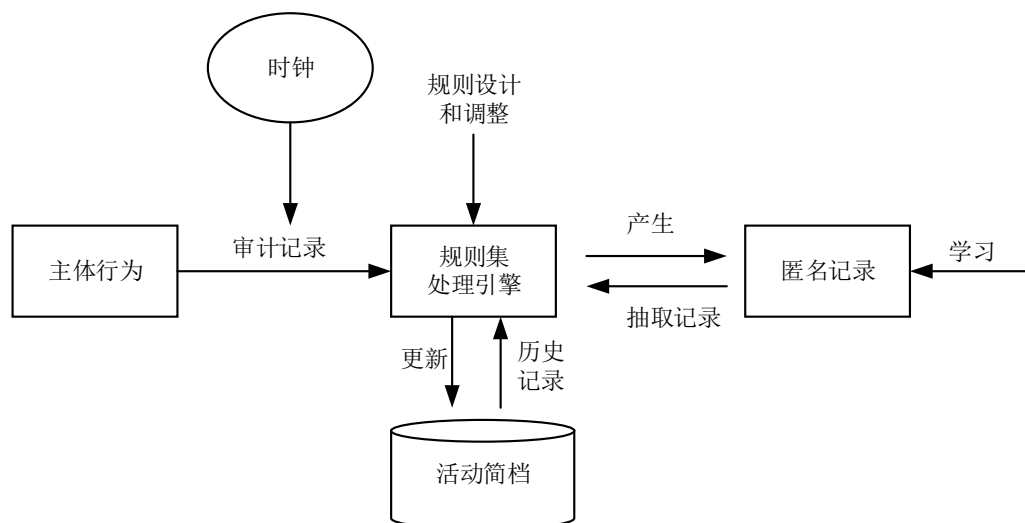 时钟
规则设计
和调整
主体行为
审计记录
规则集
处理引擎
产生
抽取记录
匿名记录
学习
更新
历史
记录
活动简档